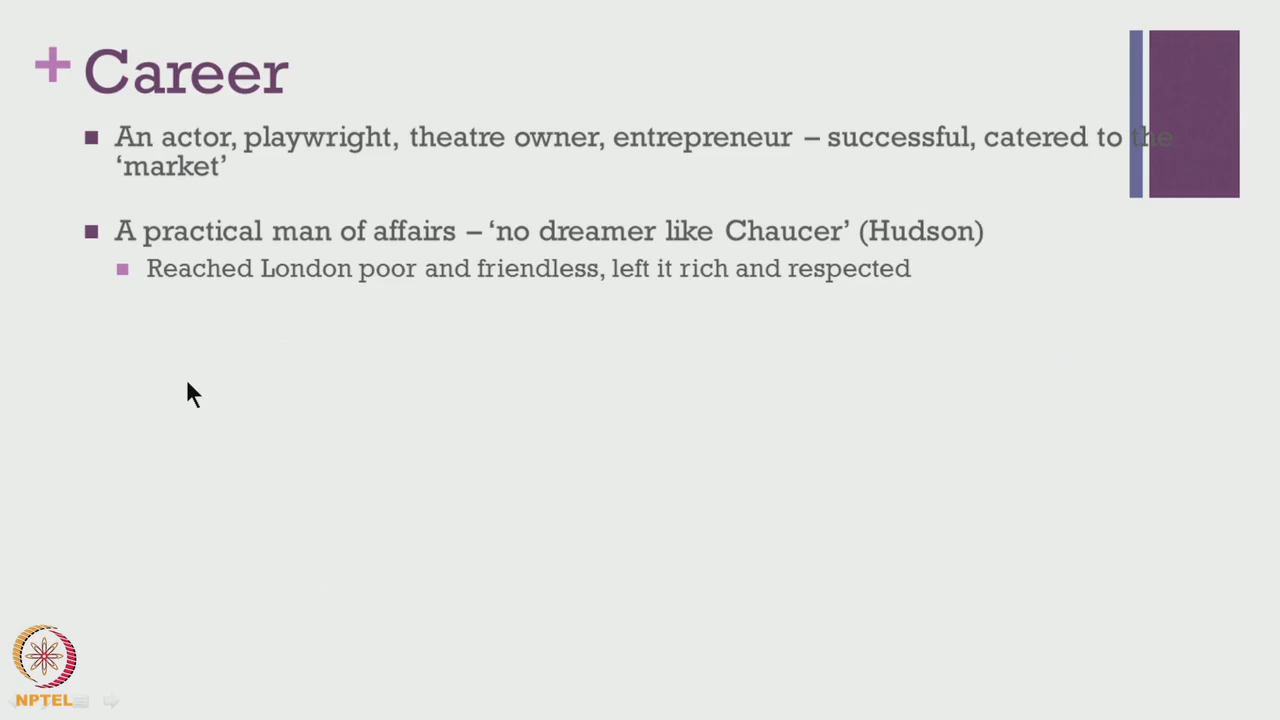 + Career
An actor, playwright, theatre owner, entrepreneur – successful, catered to the
‘market’
A practical man of affairs – ‘no dreamer like Chaucer’ (Hudson)
Reached London poor and friendless, left it rich and respected
NPTEL